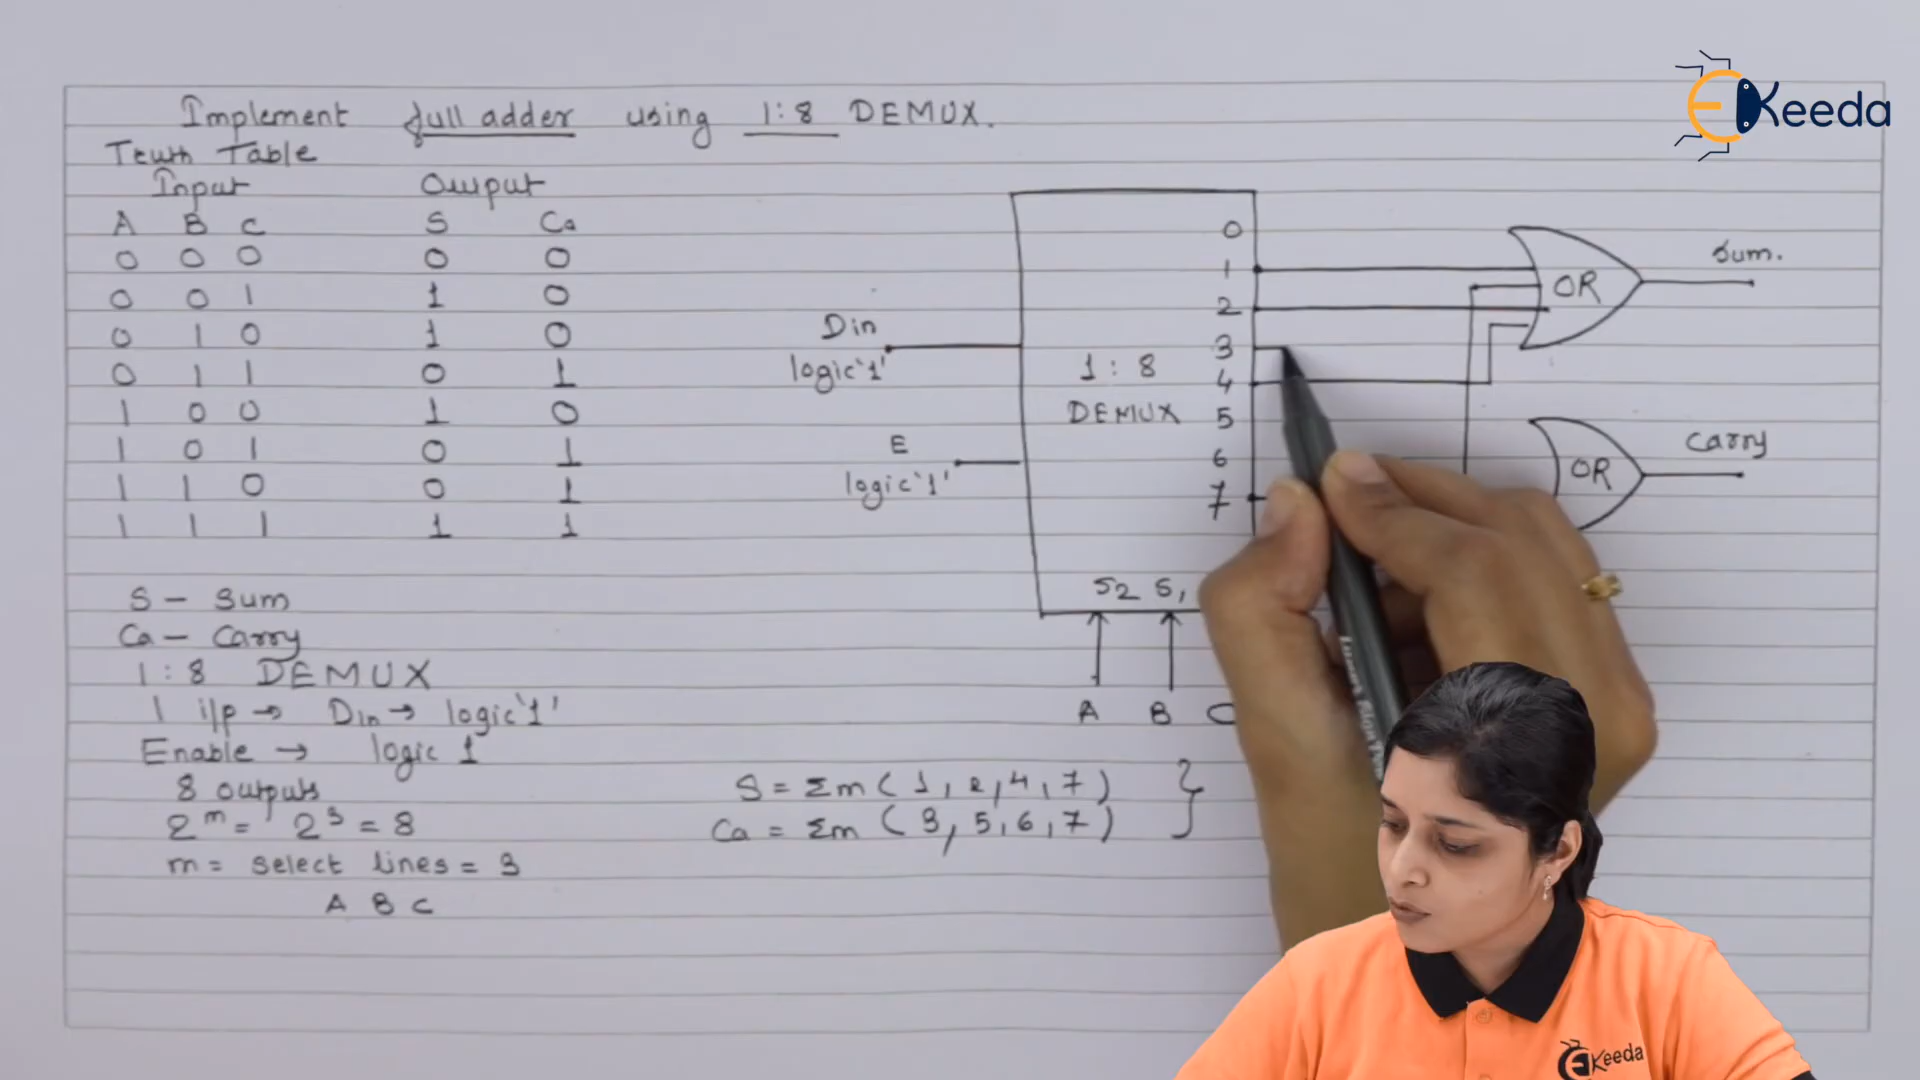 EKeeda
Implement full adder using 1:8 DEMUX.
Truth Table
Input Output
A B C S Ca
0 0 0 0 0
0 0 1 1 0
0 1 0 1 0
0 1 1 0 1
1 0 0 1 0
1 0 1 0 1
1 1 0 0 1
1 1 1 1 1
S - Sum
Ca - Carry
1:8 DEMUX
1 i/p → Din → logic '1'
Enable → logic 1
8 outputs
2^m = 2^3 = 8
m = select lines = 3
A B C
Din
logic '1'
E
logic '1'
1 : 8
DEMUX
0
1
2
3
4
5
6
7
S2 S1
A B C
OR
Sum.
OR
Carry
S = Σm (1, 2, 4, 7) }
Ca = Σm (3, 5, 6, 7)
EKeeda